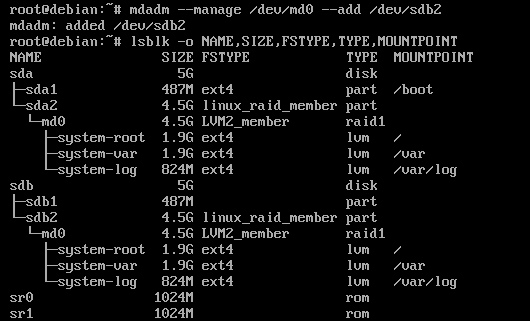 root@debian:~# mdadm --manage /dev/md0 --add /dev/sdb2
mdadm: added /dev/sdb2
root@debian:~# lsblk -o NAME,SIZE,FSTYPE,TYPE,MOUNTPOINT
NAME                SIZE FSTYPE            TYPE  MOUNTPOINT
sda                   5G                   disk
├─sda1              487M ext4              part  /boot
└─sda2              4.5G linux_raid_member part
  └─md0             4.5G LVM2_member       raid1
    ├─system-root   1.9G ext4              lvm   /
    ├─system-var    1.9G ext4              lvm   /var
    └─system-log    824M ext4              lvm   /var/log
sdb                   5G                   disk
├─sdb1              487M                   part
└─sdb2              4.5G linux_raid_member part
  └─md0             4.5G LVM2_member       raid1
    ├─system-root   1.9G ext4              lvm   /
    ├─system-var    1.9G ext4              lvm   /var
    └─system-log    824M ext4              lvm   /var/log
sr0                1024M                   rom
sr1                1024M                   rom